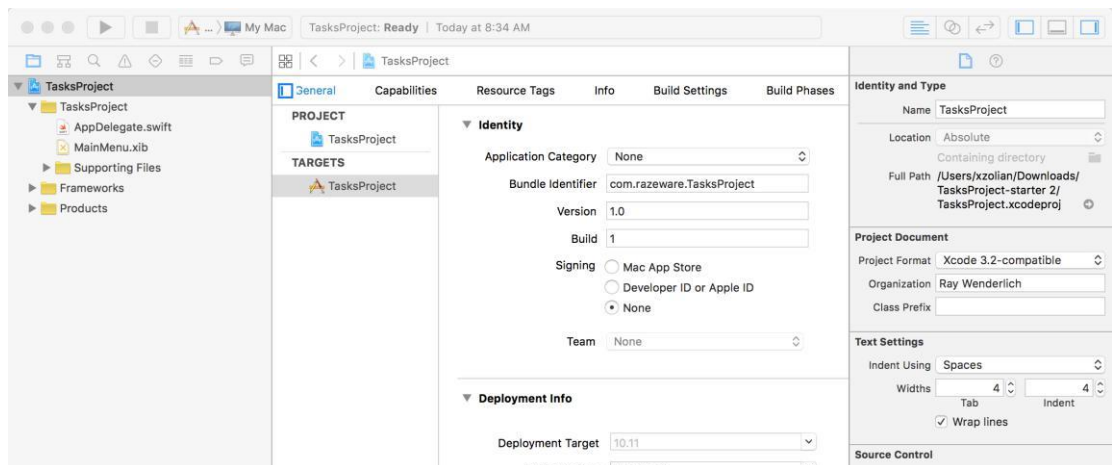 ... My Mac
TasksProject: Ready | Today at 8:34 AM
TasksProject
TasksProject
TasksProject
AppDelegate.swift
MainMenu.xib
Supporting Files
Frameworks
Products
General Capabilities Resource Tags Info Build Settings Build Phases
PROJECT
TasksProject
TARGETS
TasksProject
Identity
Application Category None
Bundle Identifier com.razeware.TasksProject
Version 1.0
Build 1
Signing Mac App Store
Developer ID or Apple ID
None
Team None
Deployment Info
Deployment Target 10.11
Identity and Type
Name TasksProject
Location Absolute
Containing directory
Full Path /Users/xzolian/Downloads/
TasksProject-starter 2/
TasksProject.xcodeproj
Project Document
Project Format Xcode 3.2-compatible
Organization Ray Wenderlich
Class Prefix
Text Settings
Indent Using Spaces
Widths 4 4
Tab Indent
Wrap lines
Source Control